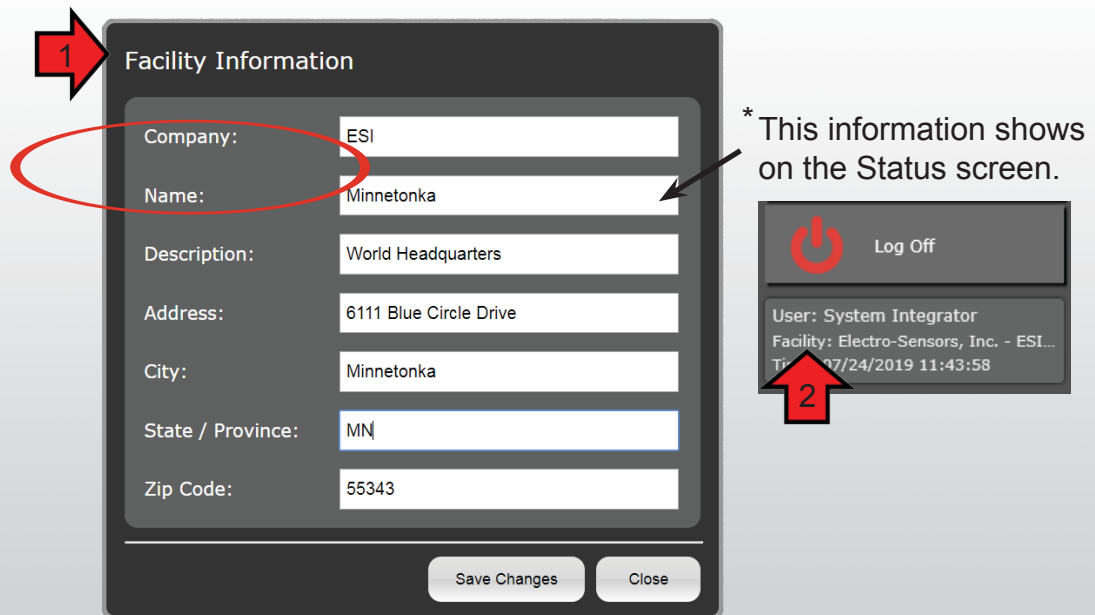 1
Facility Information
Company: ESI
Name: Minnetonka
Description: World Headquarters
Address: 6111 Blue Circle Drive
City: Minnetonka
State / Province: MN
Zip Code: 55343
Save Changes Close
* This information shows
on the Status screen.
Log Off
User: System Integrator
Facility: Electro-Sensors, Inc. - ESI...
07/24/2019 11:43:58
2